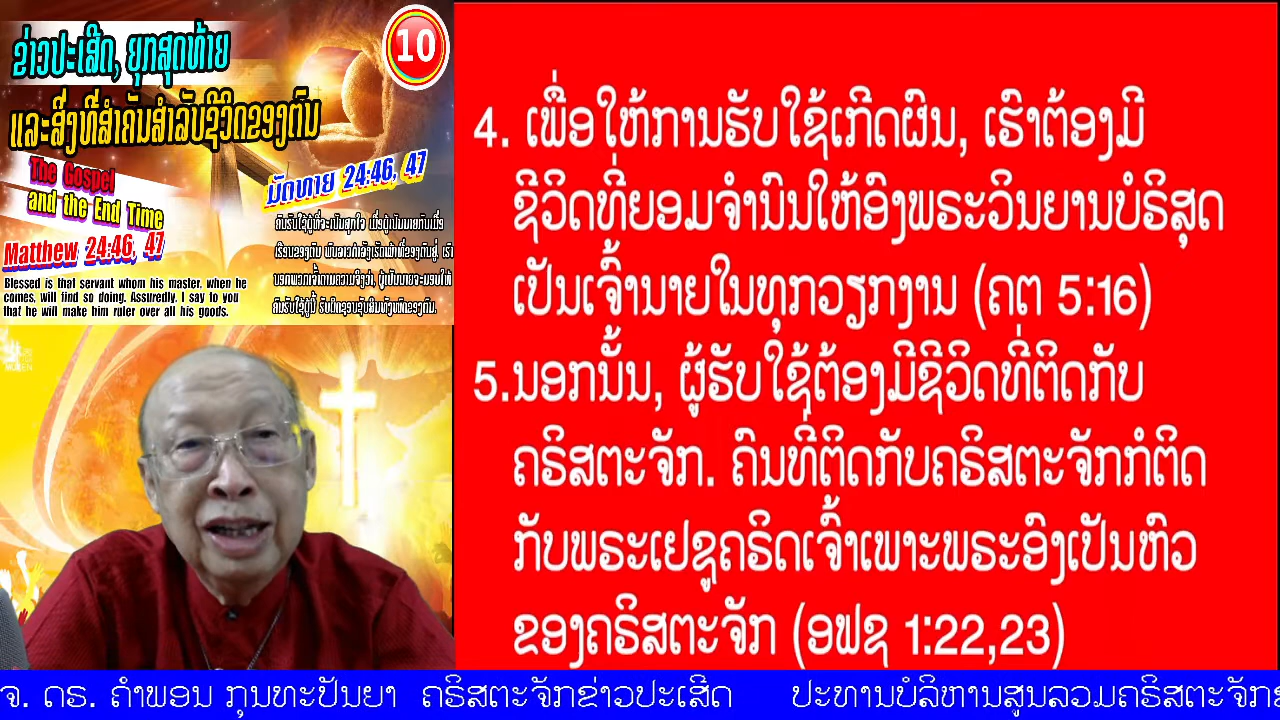 ຂ່າວປະເສີດ, ຍຸກສຸດທ້າຍ
ແລະສິ່ງທີ່ສຳຄັນສຳລັບຊີວິດຂອງຕົນ
10
The Gospel
and the End Time
Matthew 24:46, 47
Blessed is that servant whom his master, when he
comes, will find so doing. Assuredly, I say to you
that he will make him ruler over all his goods.
ມັດທາຍ 24:46, 47
4. ເພື່ອໃຫ້ການຮັບໃຊ້ເກີດຜົນ, ເຮົາຕ້ອງມີ
ຊີວິດທີ່ຍອມຈຳນົນໃຫ້ອົງພຣະວິນຍານບໍຣິສຸດ
ເປັນເຈົ້ານາຍໃນທຸກວຽກງານ (ຄຕ 5:16)
5.ນອກນັ້ນ, ຜູ້ຮັບໃຊ້ຕ້ອງມີຊີວິດທີ່ຕິດກັບ
ຄຣິສຕະຈັກ. ຄົນທີ່ຕິດກັບຄຣິສຕະຈັກກໍຕິດ
ກັບພຣະເຢຊູຄຣິດເຈົ້າເພາະພຣະອົງເປັນຫົວ
ຂອງຄຣິສຕະຈັກ (ອຟຊ 1:22,23)
ຈ. ດຣ. ຄຳພອນ ກຸນທະປັນຍາ ຄຣິສຕະຈັກຂ່າວປະເສີດ ປະທານບໍລິຫານສູນລວມຄຣິສຕະຈັກ